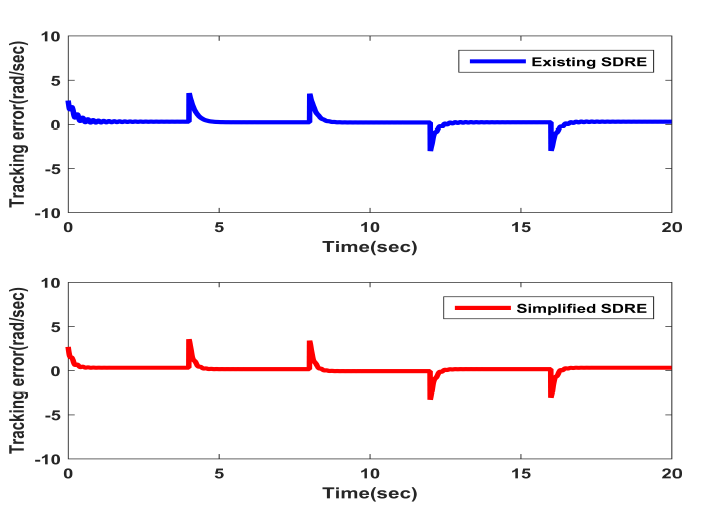 10
5
0
-5
-10
Tracking error(rad/sec)
Existing SDRE
0 5 10 15 20
Time(sec)
10
5
0
-5
-10
Tracking error(rad/sec)
Simplified SDRE
0 5 10 15 20
Time(sec)